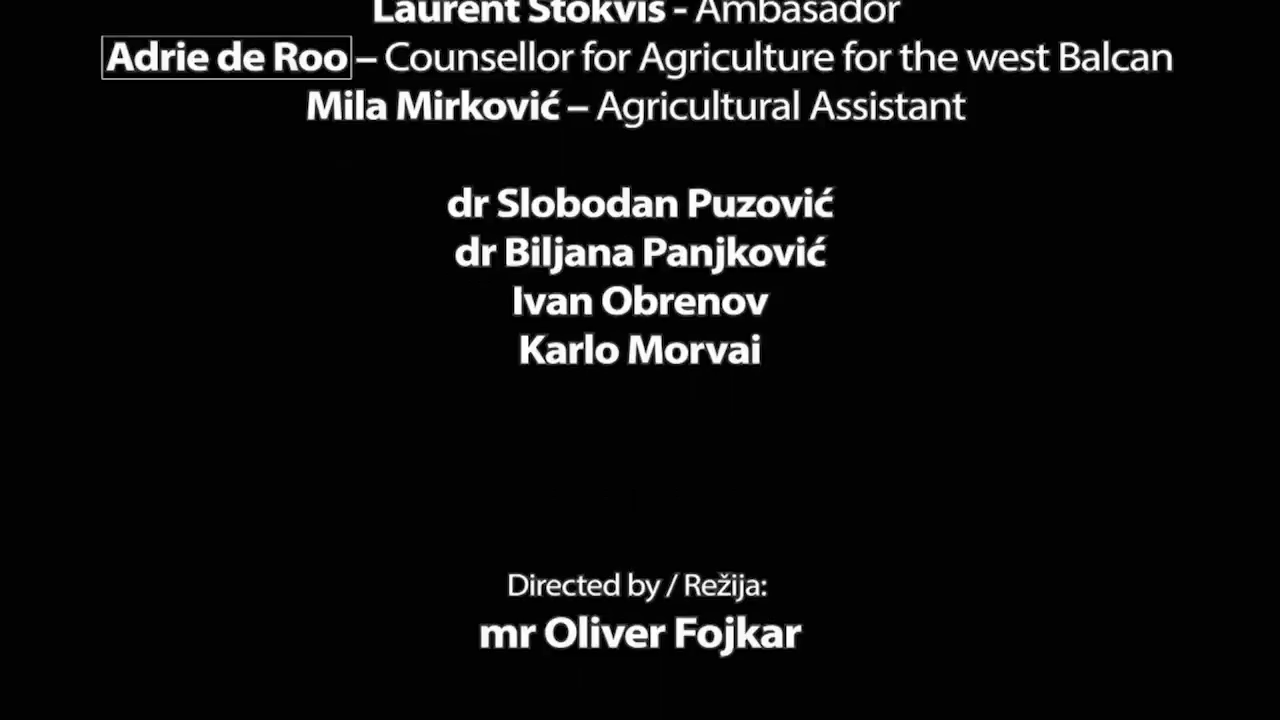 Laurent Stokvis - Ambasador
Adrie de Roo – Counsellor for Agriculture for the west Balcan
Mila Mirković – Agricultural Assistant
dr Slobodan Puzović
dr Biljana Panjković
Ivan Obrenov
Karlo Morvai
Directed by / Režija:
mr Oliver Fojkar